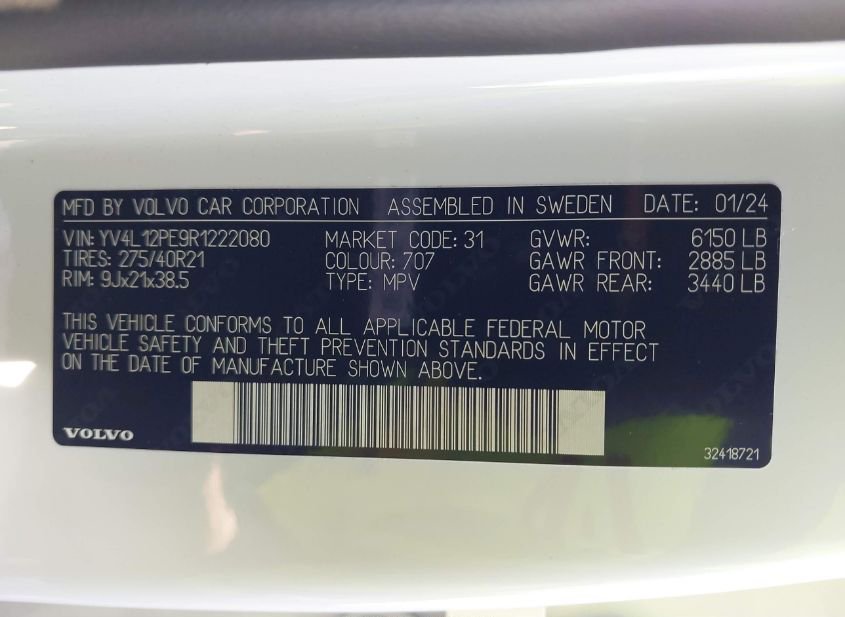 MFD BY VOLVO CAR CORPORATION ASSEMBLED IN SWEDEN DATE: 01/24
VIN: YV4L12PE9R1222080 MARKET CODE: 31 GVWR: 6150 LB
TIRES: 275/40R21 COLOUR: 707 GAWR FRONT: 2885 LB
RIM: 9Jx21x38.5 TYPE: MPV GAWR REAR: 3440 LB
THIS VEHICLE CONFORMS TO ALL APPLICABLE FEDERAL MOTOR
VEHICLE SAFETY AND THEFT PREVENTION STANDARDS IN EFFECT
ON THE DATE OF MANUFACTURE SHOWN ABOVE.
VOLVO
32418721